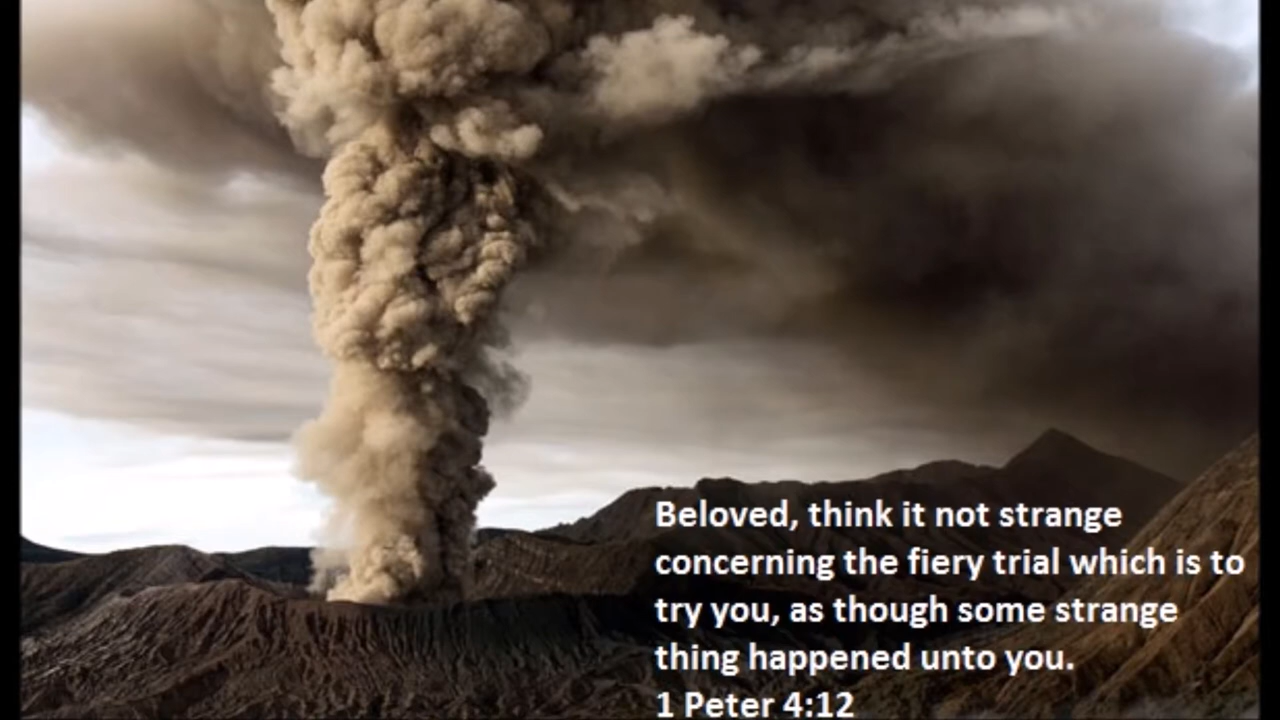 Beloved, think it not strange
concerning the fiery trial which is to
try you, as though some strange
thing happened unto you.
1 Peter 4:12